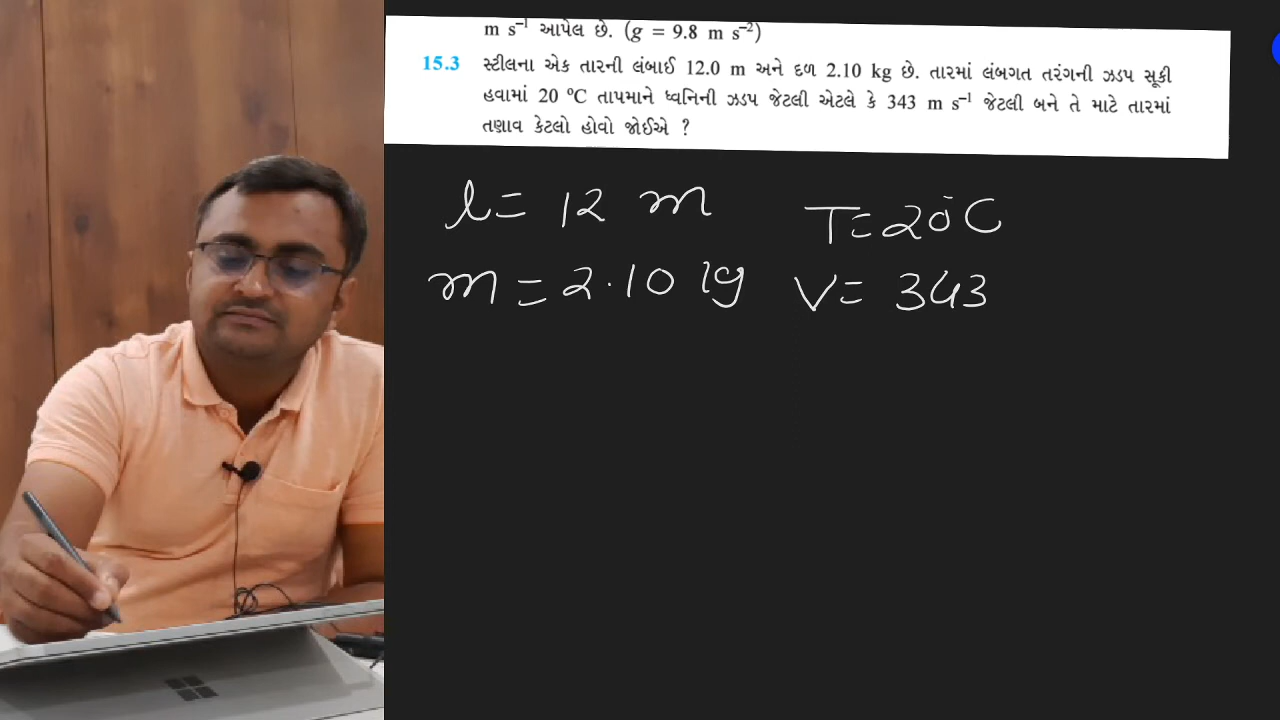 m s⁻¹ આપેલ છે. (g = 9.8 m s⁻²)
15.3 સ્ટીલના એક તારની લંબાઈ 12.0 m અને દળ 2.10 kg છે. તારમાં લંબગત તરંગની ઝડપ સૂકી
હવામાં 20 °C તાપમાને ધ્વનિની ઝડપ જેટલી એટલે કે 343 m s⁻¹ જેટલી બને તે માટે તારમાં
તણાવ કેટલો હોવો જોઈએ ?
l = 12 m T = 20°C
m = 2.10 kg V = 343